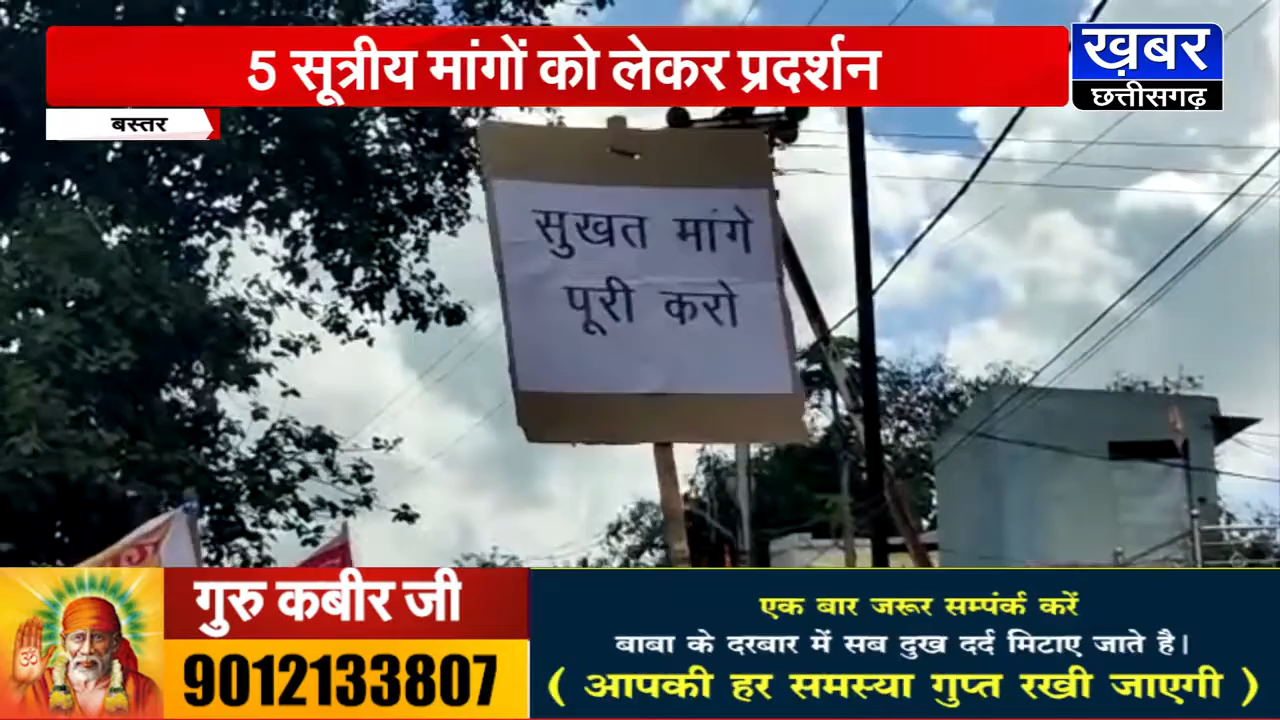 5 सूत्रीय मांगों को लेकर प्रदर्शन
ख़बर
छत्तीसगढ़
बस्तर
सुखत मांगे
पूरी करो
गुरु कबीर जी
9012133807
एक बार जरूर सम्पंर्क करें
बाबा के दरबार में सब दुख दर्द मिटाए जाते है।
( आपकी हर समस्या गुप्त रखी जाएगी )
ॐ